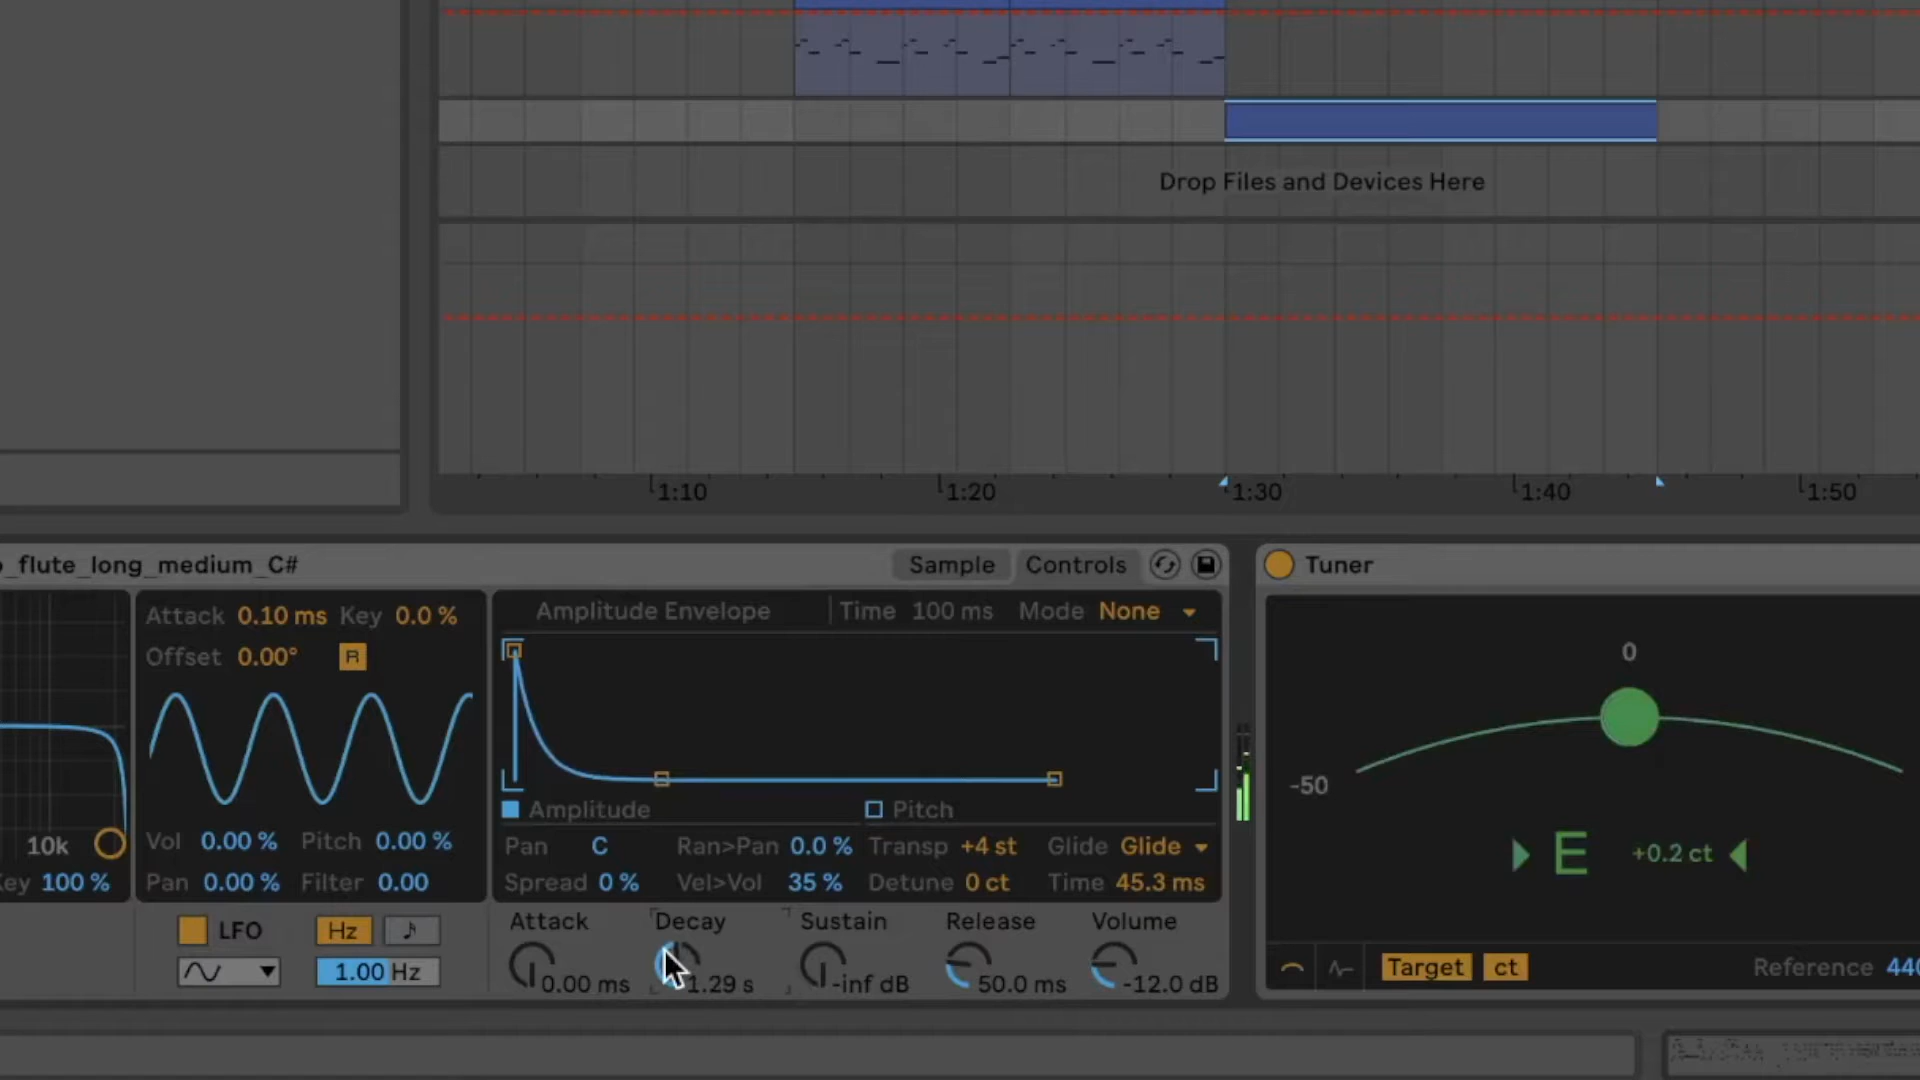 Drop Files and Devices Here
1:10 1:20 1:30 1:40 1:50
_flute_long_medium_C# Sample Controls Tuner
Attack 0.10 ms Key 0.0 % Amplitude Envelope Time 100 ms Mode None
Offset 0.00° R
0
-50
Amplitude Pitch
10k Vol 0.00 % Pitch 0.00 % Pan C Ran>Pan 0.0 % Transp +4 st Glide Glide E +0.2 ct
ey 100 % Pan 0.00 % Filter 0.00 Spread 0 % Vel>Vol 35 % Detune 0 ct Time 45.3 ms
LFO Hz Attack Decay Sustain Release Volume
1.00 Hz 0.00 ms 1.29 s -inf dB 50.0 ms -12.0 dB Target ct Reference 440